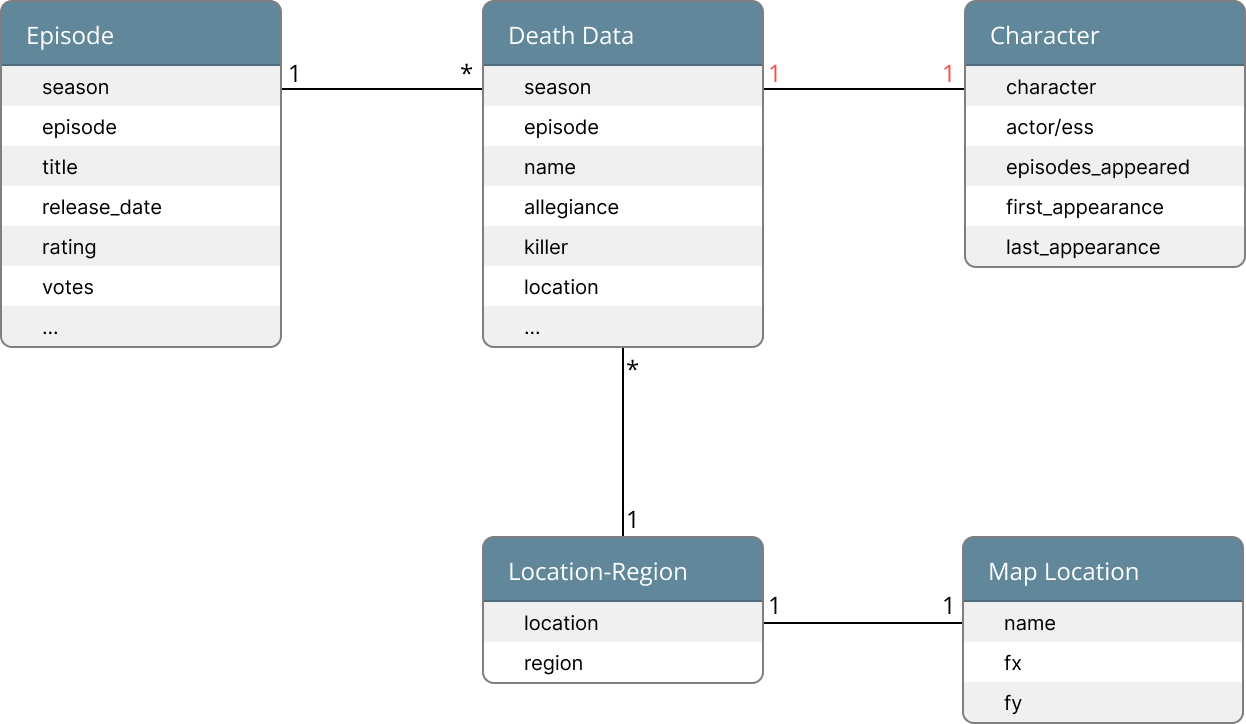 Episode
season
episode
title
release_date
rating
votes
...
1
*
Death Data
season
episode
name
allegiance
killer
location
...
1
1
Character
character
actor/ess
episodes_appeared
first_appearance
last_appearance
*
1
Location-Region
location
region
1
1
Map Location
name
fx
fy